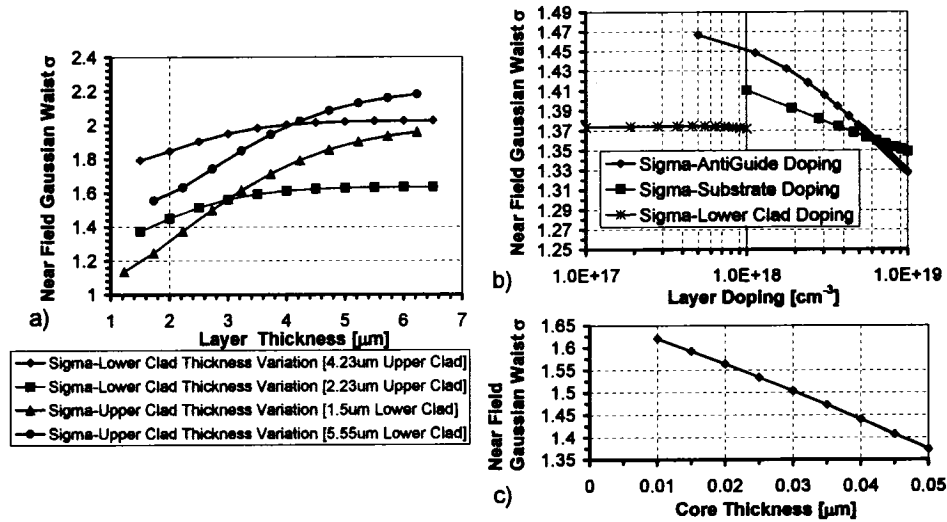 Near Field Gaussian Waist σ
2.4
2.2
2
1.8
1.6
1.4
1.2
1
1 2 3 4 5 6 7
a)
Layer Thickness [µm]
Sigma-Lower Clad Thickness Variation [4.23um Upper Clad]
Sigma-Lower Clad Thickness Variation [2.23um Upper Clad]
Sigma-Upper Clad Thickness Variation [1.5um Lower Clad]
Sigma-Upper Clad Thickness Variation [5.55um Lower Clad]
Near Field Gaussian Waist σ
1.49
1.47
1.45
1.43
1.41
1.39
1.37
1.35
1.33
1.31
1.29
1.27
1.25
Sigma-AntiGuide Doping
Sigma-Substrate Doping
Sigma-Lower Clad Doping
1.0E+17 1.0E+18 1.0E+19
b)
Layer Doping [cm⁻³]
Near Field
Gaussian Waist σ
1.65
1.6
1.55
1.5
1.45
1.4
1.35
0 0.01 0.02 0.03 0.04 0.05
c)
Core Thickness [µm]